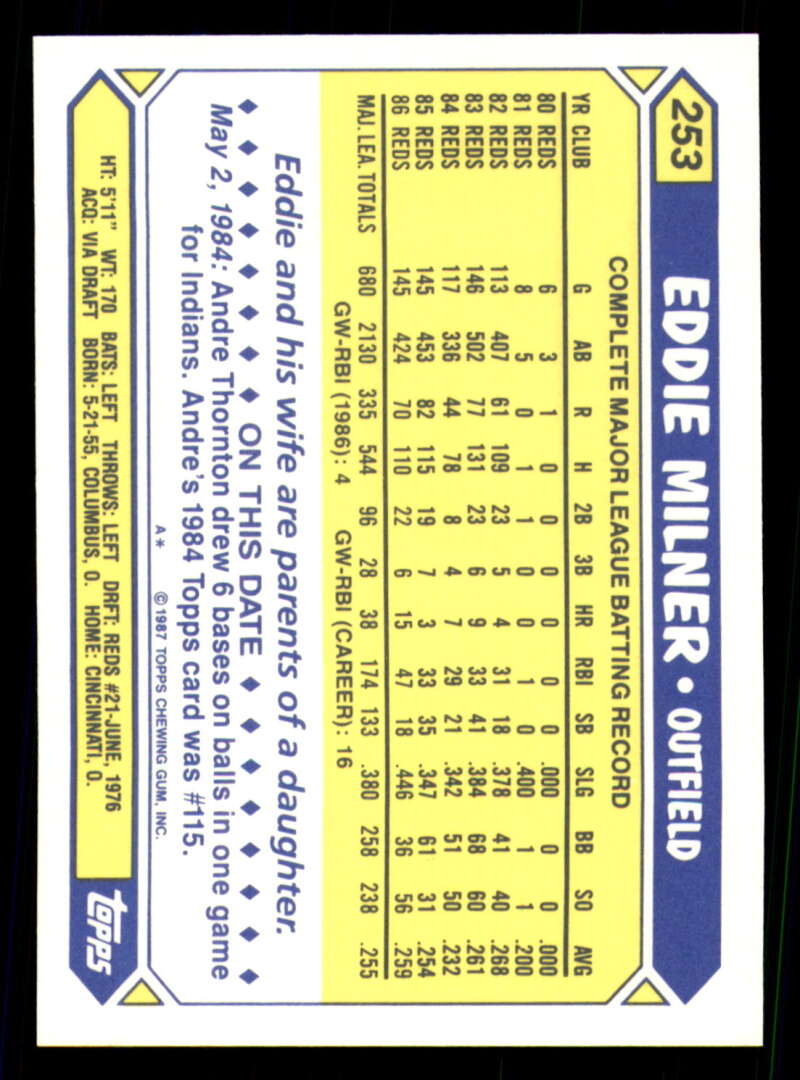 253 EDDIE MILNER • OUTFIELD
COMPLETE MAJOR LEAGUE BATTING RECORD
YR CLUB G AB R H 2B 3B HR RBI SB SLG BB SO AVG
80 REDS 6 3 1 0 0 0 0 0 0 .000 0 0 .000
81 REDS 8 5 0 1 1 0 0 1 0 .400 1 1 .200
82 REDS 113 407 61 109 23 5 4 31 18 .378 41 40 .268
83 REDS 146 502 77 131 23 6 9 33 41 .384 68 60 .261
84 REDS 117 336 44 78 8 4 7 29 21 .342 51 50 .232
85 REDS 145 453 82 115 19 7 3 33 35 .347 61 31 .254
86 REDS 145 424 70 110 22 6 15 47 18 .446 36 56 .259
MAJ. LEA. TOTALS 680 2130 335 544 96 28 38 174 133 .380 258 238 .255
GW-RBI (1986): 4 GW-RBI (CAREER): 16
Eddie and his wife are parents of a daughter.
◆ ◆ ◆ ◆ ◆ ◆ ◆ ◆ ON THIS DATE ◆ ◆ ◆ ◆ ◆ ◆ ◆ ◆
May 2, 1984: Andre Thornton drew 6 bases on balls in one game
for Indians. Andre's 1984 Topps card was #115.
A* ©1987 TOPPS CHEWING GUM, INC.
HT: 5'11" WT: 170 BATS: LEFT THROWS: LEFT DRFT: REDS #21-JUNE, 1976
ACQ: VIA DRAFT BORN: 5-21-55, COLUMBUS, O. HOME: CINCINNATI, O.
topps